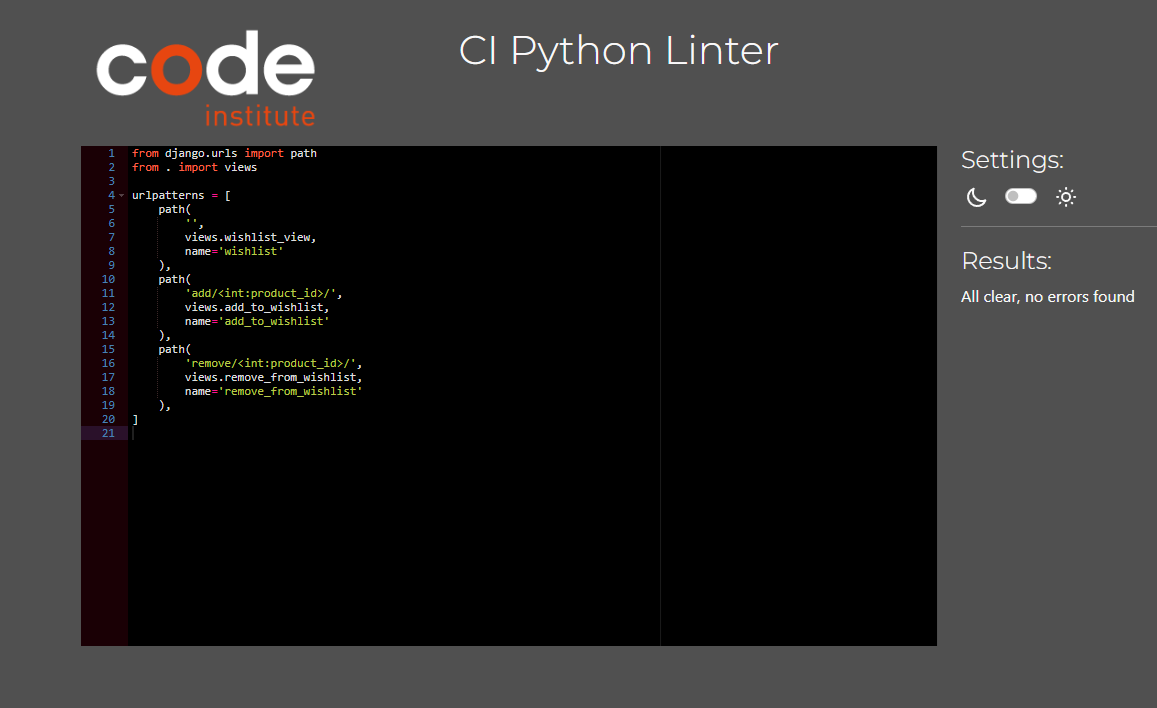 code
institute
CI Python Linter
1 from django.urls import path
2 from . import views
3
4 urlpatterns = [
5     path(
6         '',
7         views.wishlist_view,
8         name='wishlist'
9     ),
10     path(
11         'add/<int:product_id>/',
12         views.add_to_wishlist,
13         name='add_to_wishlist'
14     ),
15     path(
16         'remove/<int:product_id>/',
17         views.remove_from_wishlist,
18         name='remove_from_wishlist'
19     ),
20 ]
21
Settings:
Results:
All clear, no errors found